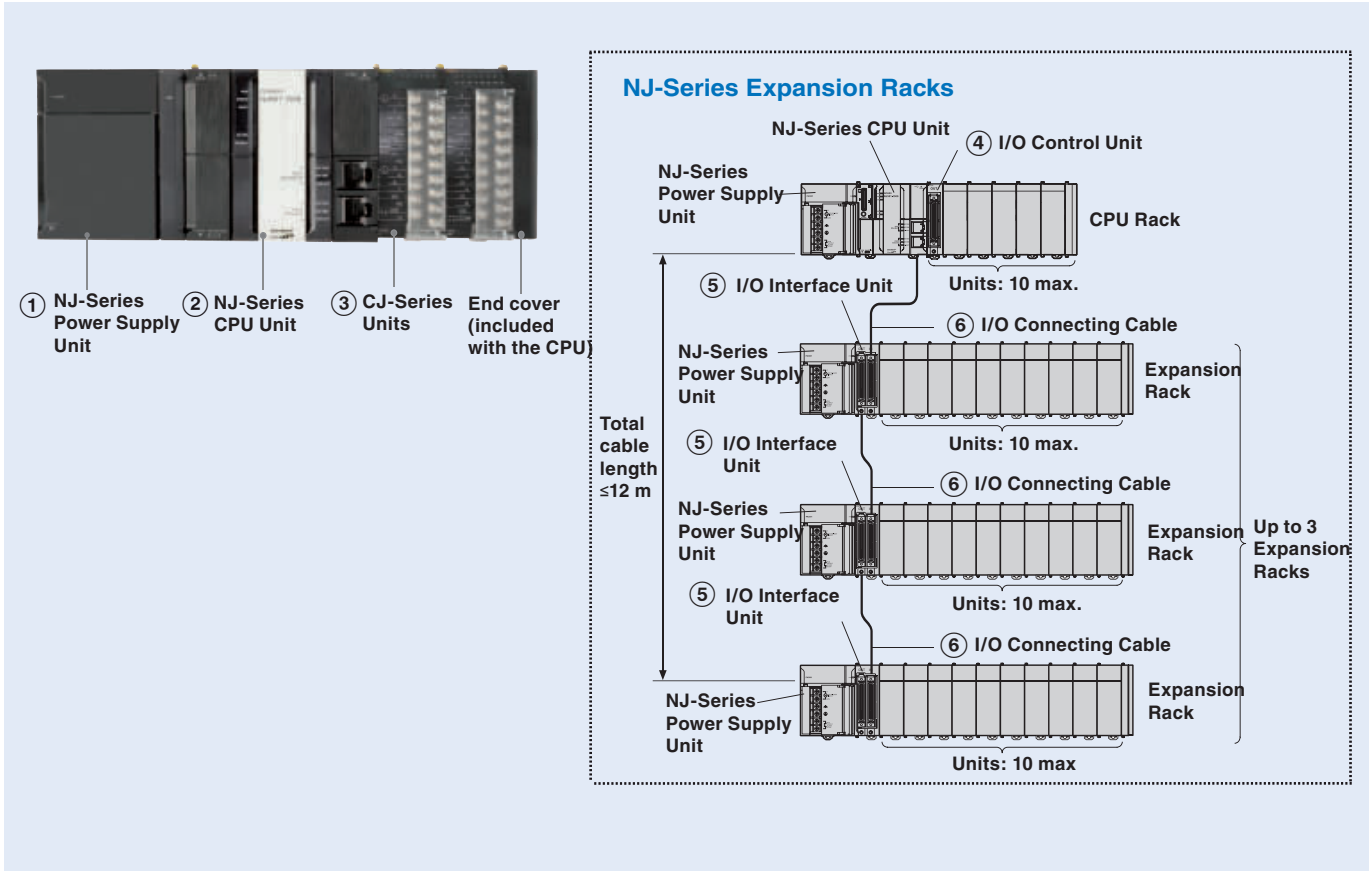 ① NJ-Series
Power Supply
Unit
② NJ-Series
CPU Unit
③ CJ-Series
Units
End cover
(included
with the CPU)
NJ-Series Expansion Racks
NJ-Series CPU Unit
④ I/O Control Unit
NJ-Series
Power Supply
Unit
CPU Rack
Units: 10 max.
⑤ I/O Interface Unit
⑥ I/O Connecting Cable
NJ-Series
Power Supply
Unit
Expansion
Rack
Units: 10 max.
Total
cable
length
≤12 m
⑤ I/O Interface
Unit
⑥ I/O Connecting Cable
NJ-Series
Power Supply
Unit
Expansion
Rack
Up to 3
Expansion
Racks
Units: 10 max.
⑤ I/O Interface
Unit
⑥ I/O Connecting Cable
NJ-Series
Power Supply
Unit
Expansion
Rack
Units: 10 max